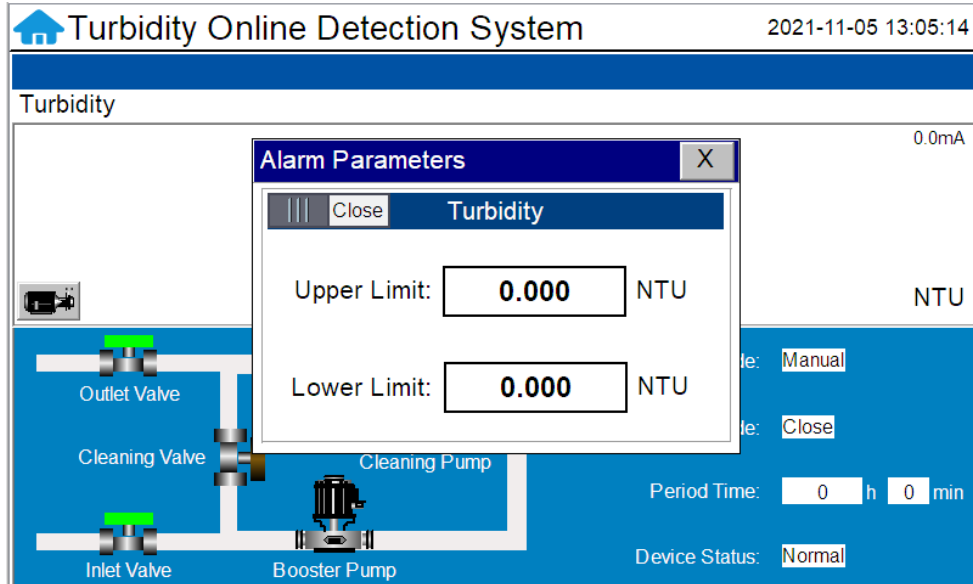 Turbidity Online Detection System
2021-11-05 13:05:14
Turbidity
0.0mA
Alarm Parameters
X
Close
Turbidity
Upper Limit: 0.000 NTU
Lower Limit: 0.000 NTU
NTU
Outlet Valve
Cleaning Valve
Cleaning Pump
Inlet Valve
Booster Pump
de: Manual
de: Close
Period Time: 0 h 0 min
Device Status: Normal